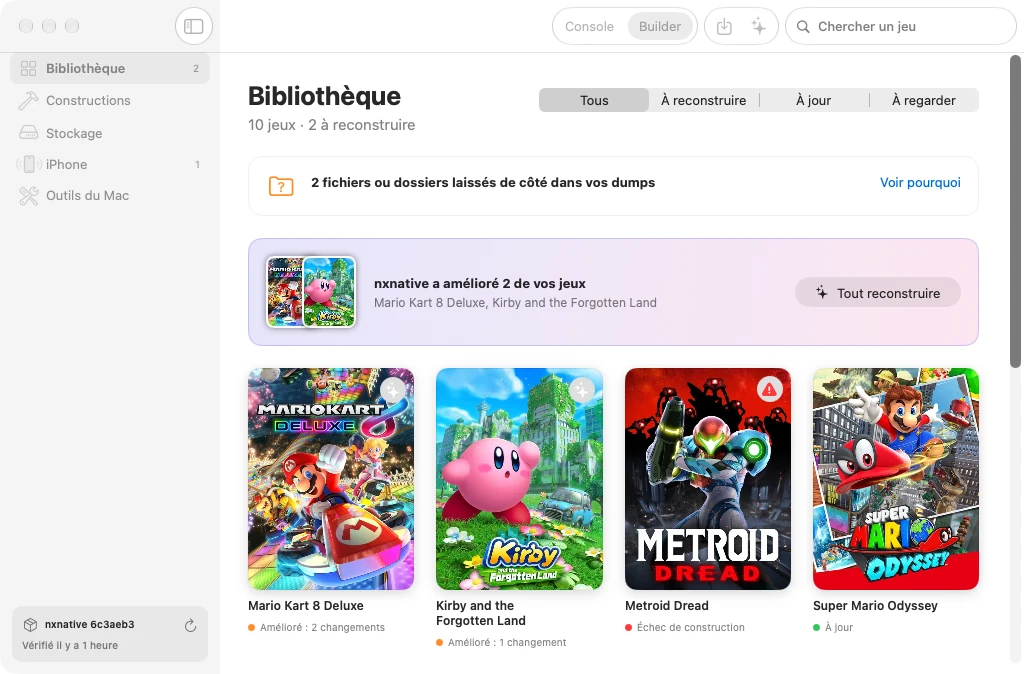 Console
Builder
Chercher un jeu
Bibliothèque
2
Constructions
Stockage
iPhone
1
Outils du Mac
Bibliothèque
10 jeux · 2 à reconstruire
Tous
À reconstruire
À jour
À regarder
2 fichiers ou dossiers laissés de côté dans vos dumps
Voir pourquoi
nxnative a amélioré 2 de vos jeux
Mario Kart 8 Deluxe, Kirby and the Forgotten Land
Tout reconstruire
MARIOKART 8
DELUXE
Kirby
and the
Forgotten Land
METROID
DREAD
SUPER
MARIO
ODYSSEY
Mario Kart 8 Deluxe
Amélioré : 2 changements
Kirby and the
Forgotten Land
Amélioré : 1 changement
Metroid Dread
Échec de construction
Super Mario Odyssey
À jour
nxnative 6c3aeb3
Vérifié il y a 1 heure